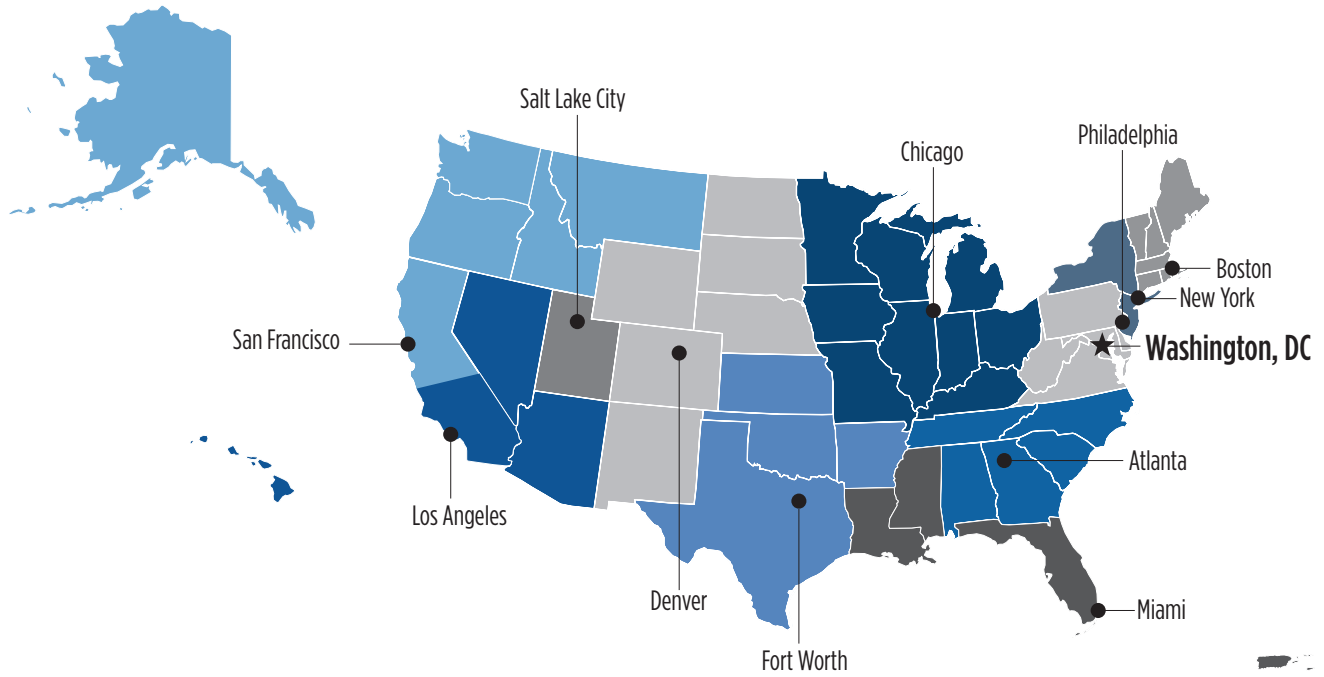 Salt Lake City
Philadelphia
Chicago
Boston
New York
San Francisco
Washington, DC
Atlanta
Los Angeles
Denver
Miami
Fort Worth